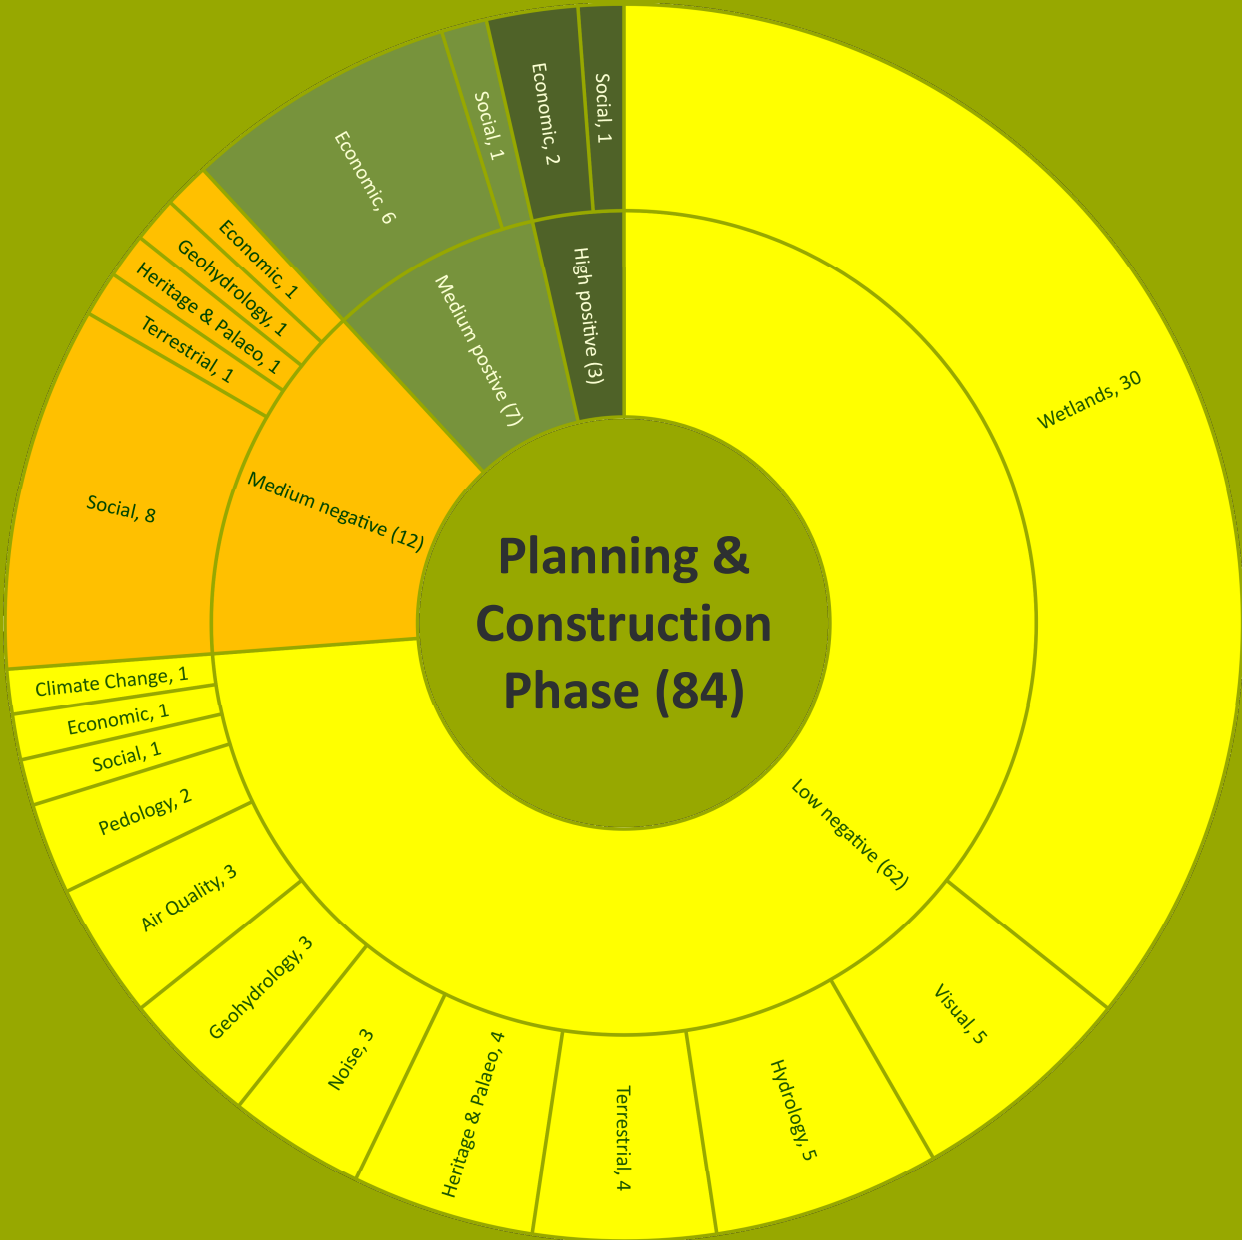 Planning &
Construction
Phase (84)
Low negative (62)
Wetlands, 30
Visual, 5
Hydrology, 5
Terrestrial, 4
Heritage & Palaeo, 4
Noise, 3
Geohydrology, 3
Air Quality, 3
Pedology, 2
Social, 1
Economic, 1
Climate Change, 1
Medium negative (12)
Social, 8
Terrestrial, 1
Heritage & Palaeo, 1
Geohydrology, 1
Economic, 1
Medium postive (7)
Economic, 6
Social, 1
High positive (3)
Economic, 2
Social, 1